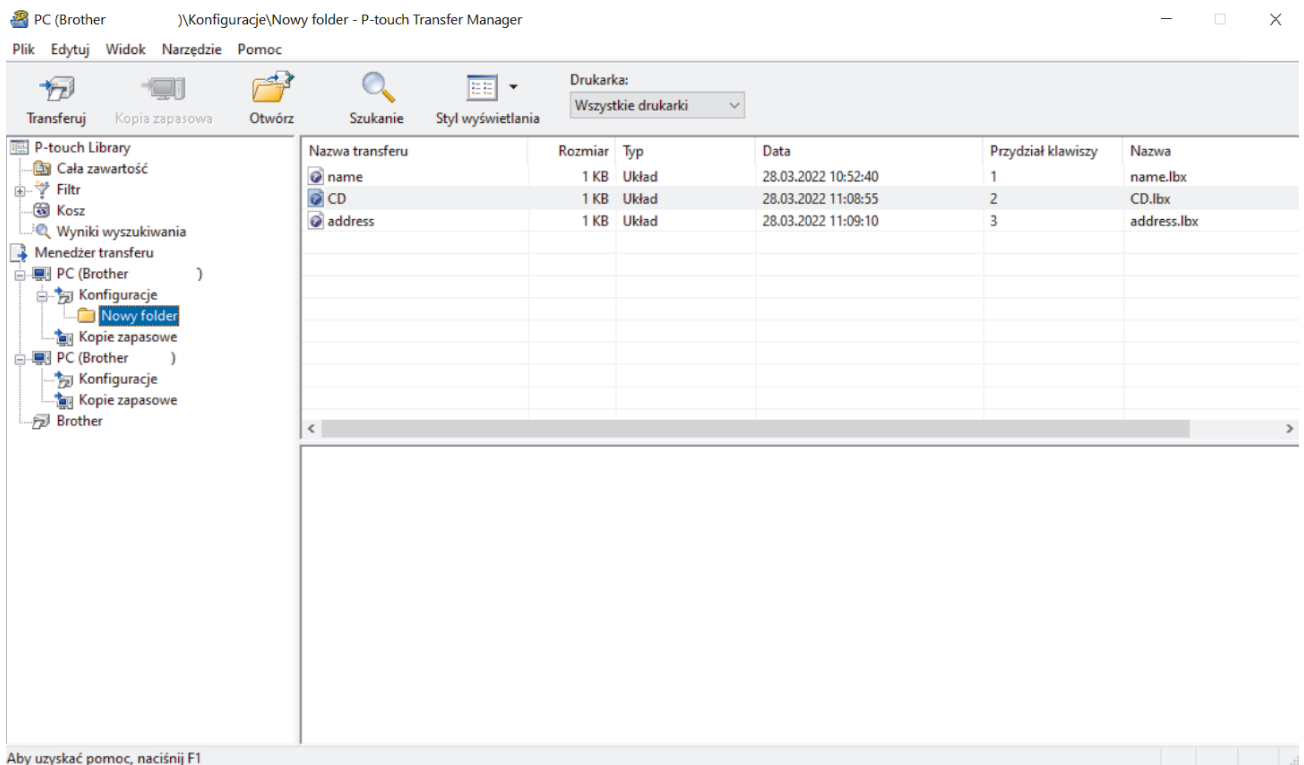 PC (Brother )\Konfiguracje\Nowy folder - P-touch Transfer Manager
Plik Edytuj Widok Narzędzie Pomoc
Transferuj Kopia zapasowa Otwórz Szukanie Styl wyświetlania
Drukarka:
Wszystkie drukarki
P-touch Library
Cała zawartość
Filtr
Kosz
Wyniki wyszukiwania
Menedżer transferu
PC (Brother )
Konfiguracje
Nowy folder
Kopie zapasowe
PC (Brother )
Konfiguracje
Kopie zapasowe
Brother
Nazwa transferu Rozmiar Typ Data Przydział klawiszy Nazwa
name 1 KB Układ 28.03.2022 10:52:40 1 name.lbx
CD 1 KB Układ 28.03.2022 11:08:55 2 CD.lbx
address 1 KB Układ 28.03.2022 11:09:10 3 address.lbx
Aby uzyskać pomoc, naciśnij F1